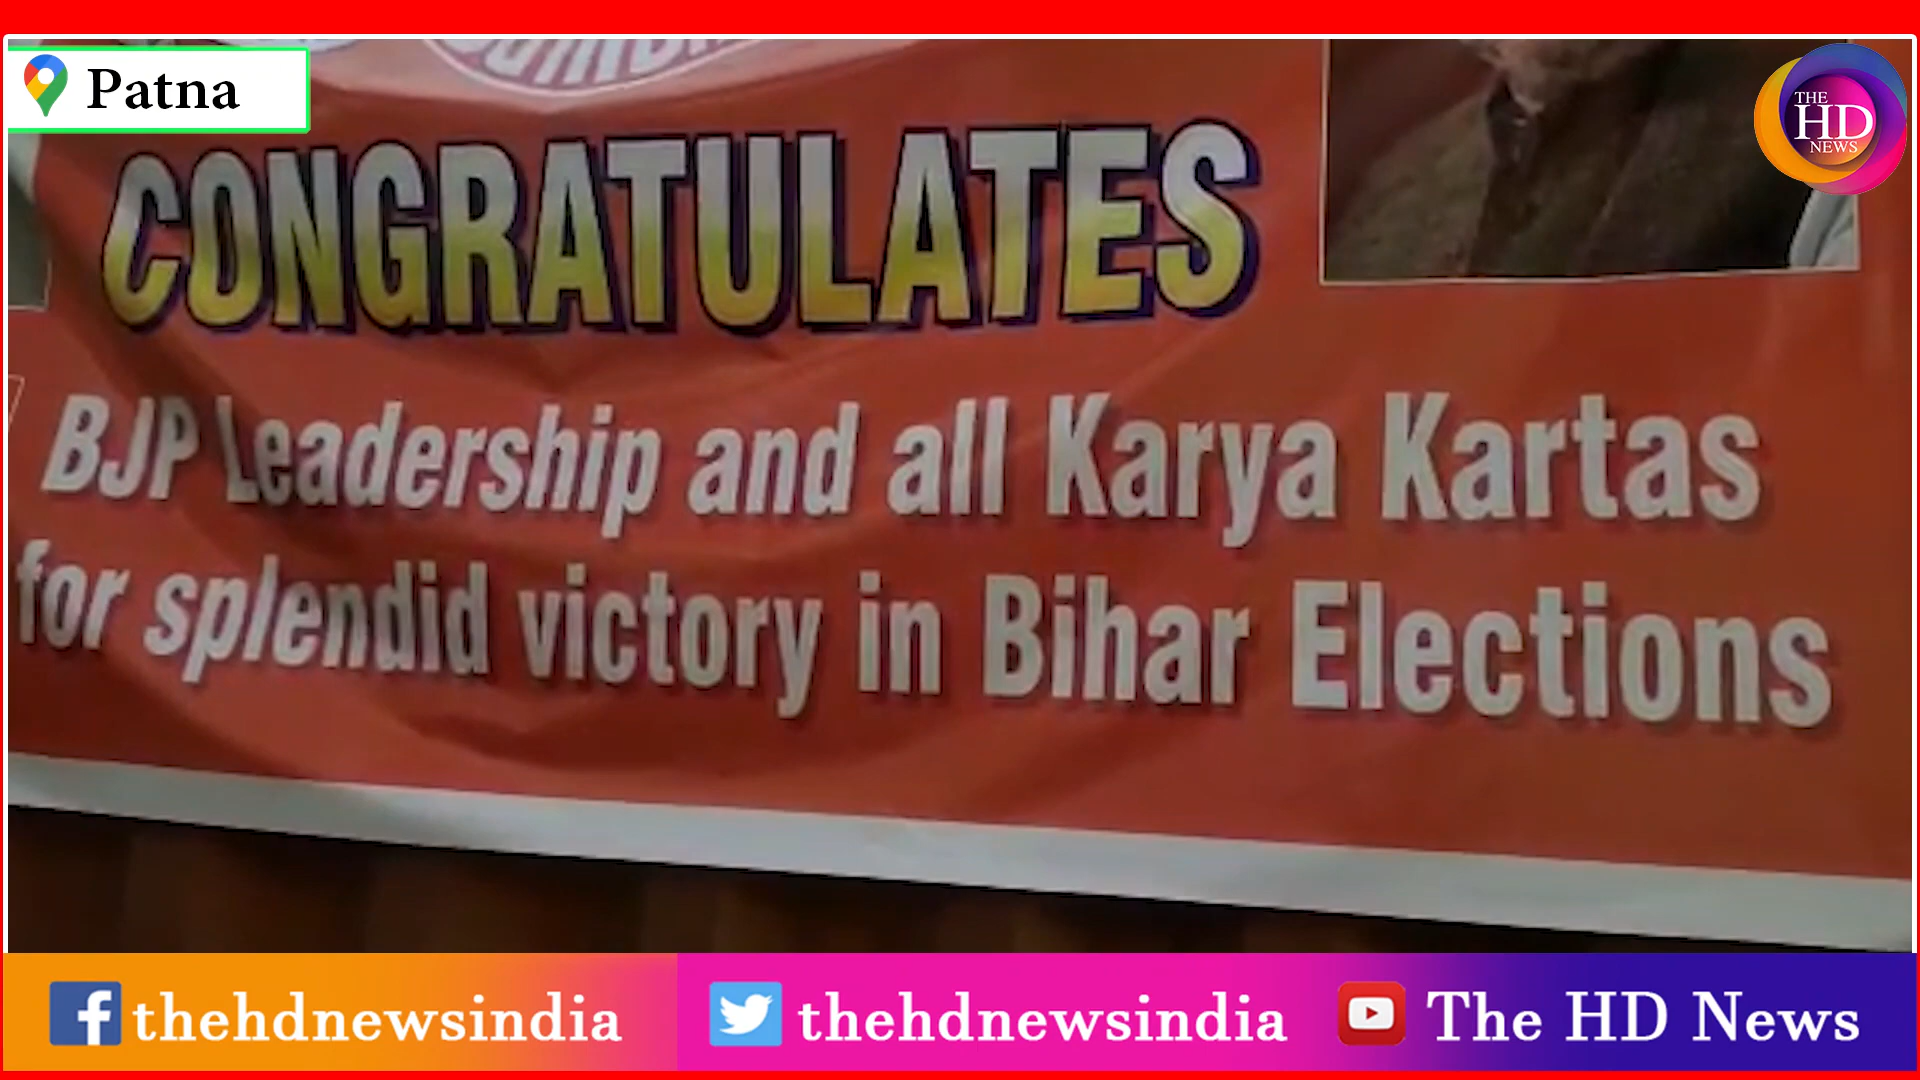 Patna
THE
HD
NEWS
CONGRATULATES
BJP Leadership and all Karya Kartas
for splendid victory in Bihar Elections
thehdnewsindia thehdnewsindia The HD News